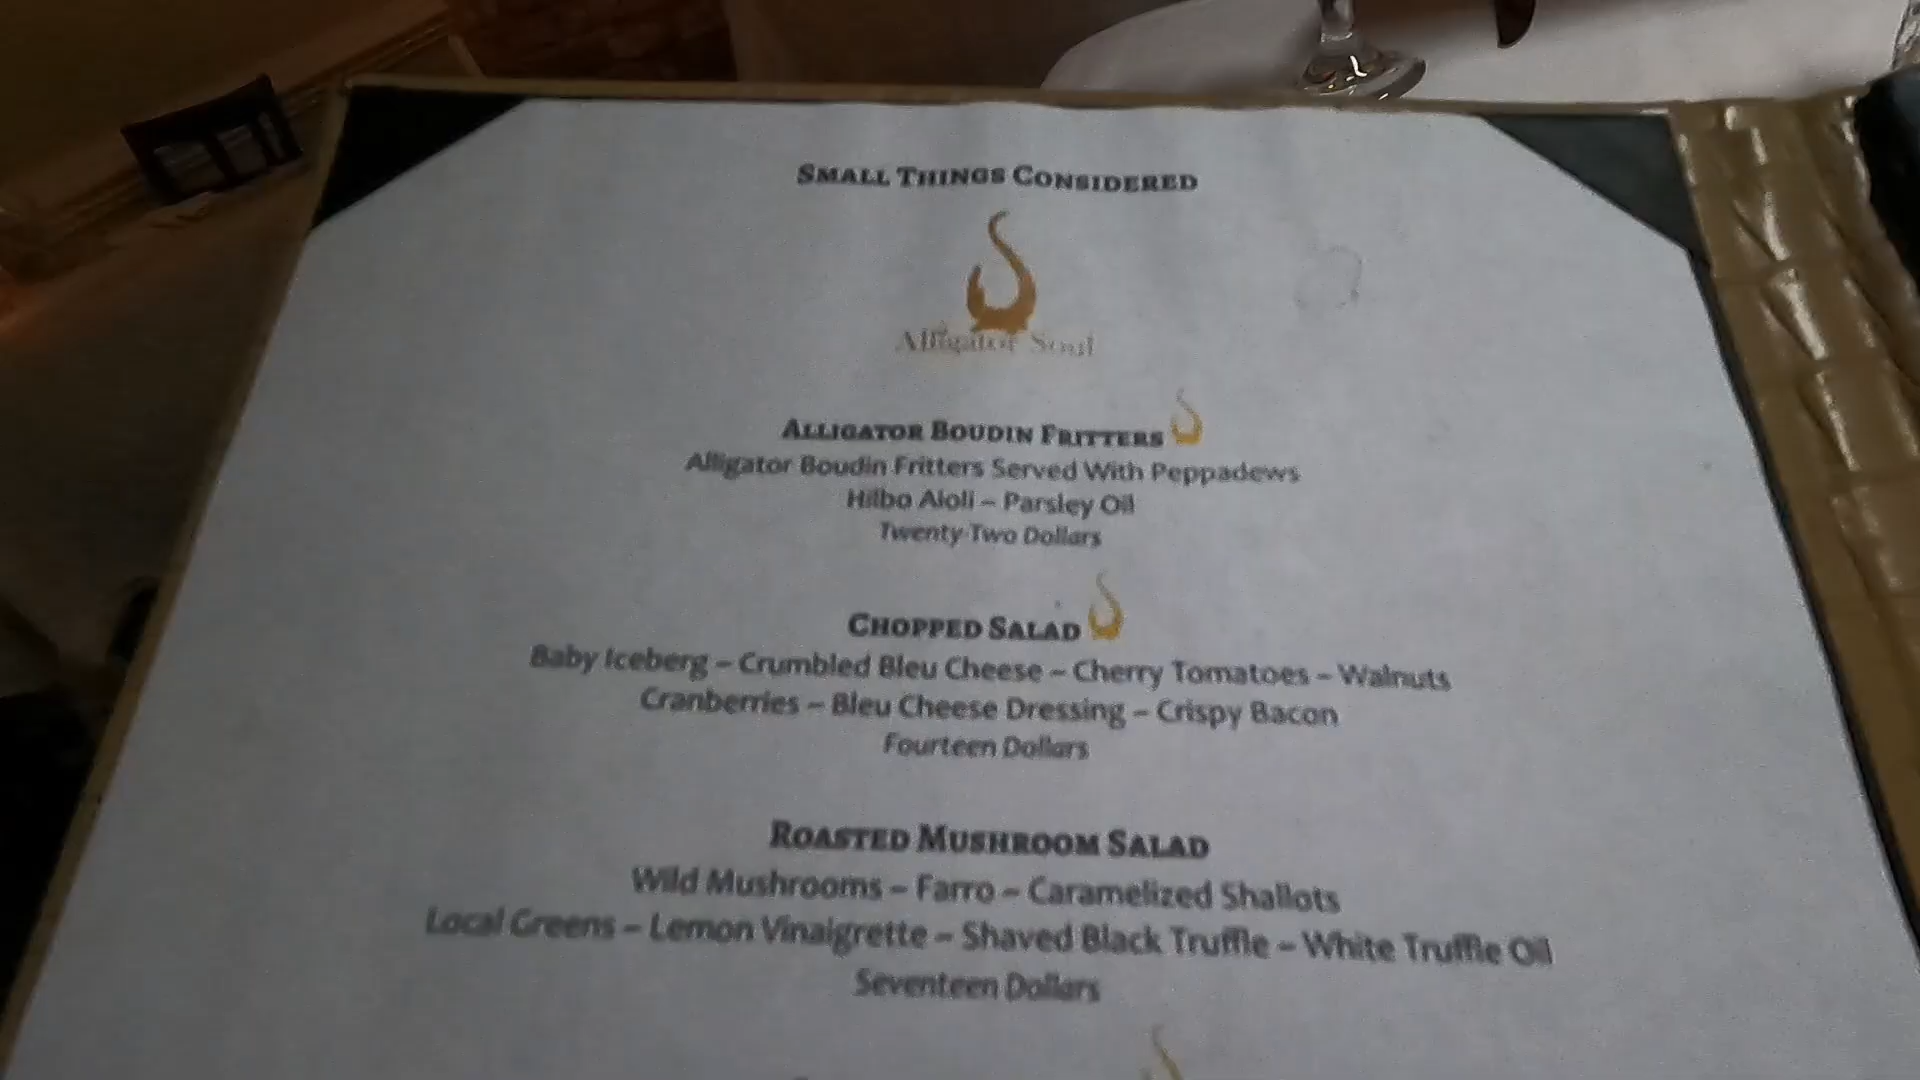 SMALL THINGS CONSIDERED
Alligator Soul
ALLIGATOR BOUDIN FRITTERS
Alligator Boudin Fritters Served With Peppadews
Hilbo Aioli – Parsley Oil
Twenty-Two Dollars
CHOPPED SALAD
Baby Iceberg – Crumbled Bleu Cheese – Cherry Tomatoes – Walnuts
Cranberries – Bleu Cheese Dressing – Crispy Bacon
Fourteen Dollars
ROASTED MUSHROOM SALAD
Wild Mushrooms – Farro – Caramelized Shallots
Local Greens – Lemon Vinaigrette – Shaved Black Truffle – White Truffle Oil
Seventeen Dollars